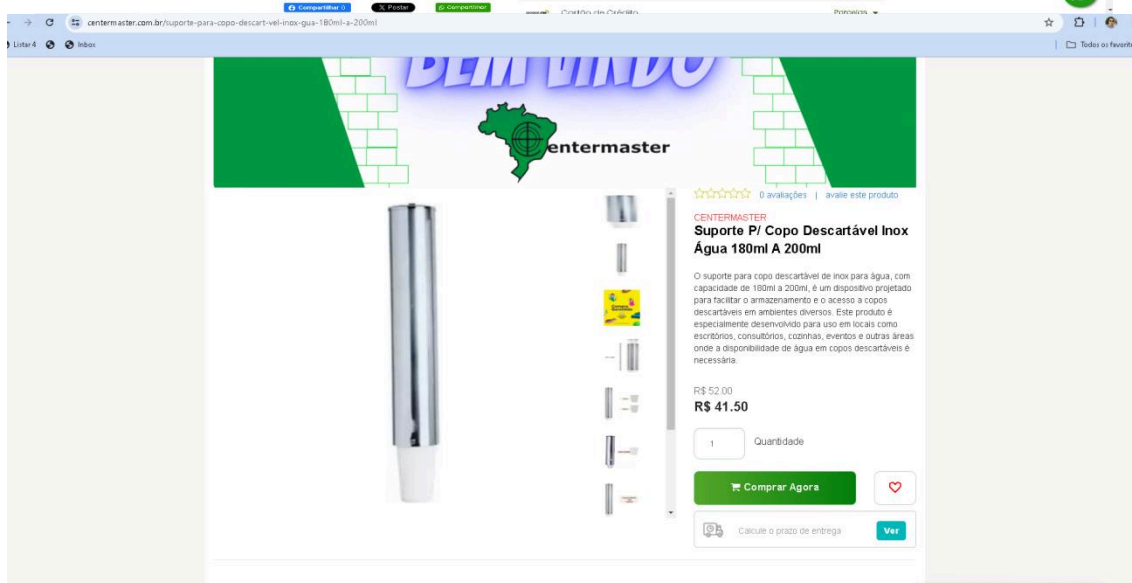 Compartilhar 0
Postar
Compartilhar
Cartão de Crédito
Parcelas
centermaster.com.br/suporte-para-copo-descart-vel-inox-gua-180ml-a-200ml
Listar 4
Inbox
Todos os favorit
BEM VINDO
entermaster
0 avaliações | avalie este produto
CENTERMASTER
Suporte P/ Copo Descartável Inox
Água 180ml A 200ml
O suporte para copo descartável de inox para água, com
capacidade de 180ml a 200ml, é um dispositivo projetado
para facilitar o armazenamento e o acesso a copos
descartáveis em ambientes diversos. Este produto é
especialmente desenvolvido para uso em locais como
escritórios, consultórios, cozinhas, eventos e outras áreas
onde a disponibilidade de água em copos descartáveis é
necessária.
R$ 52.00
R$ 41.50
1
Quantidade
Comprar Agora
Calcule o prazo de entrega
Ver